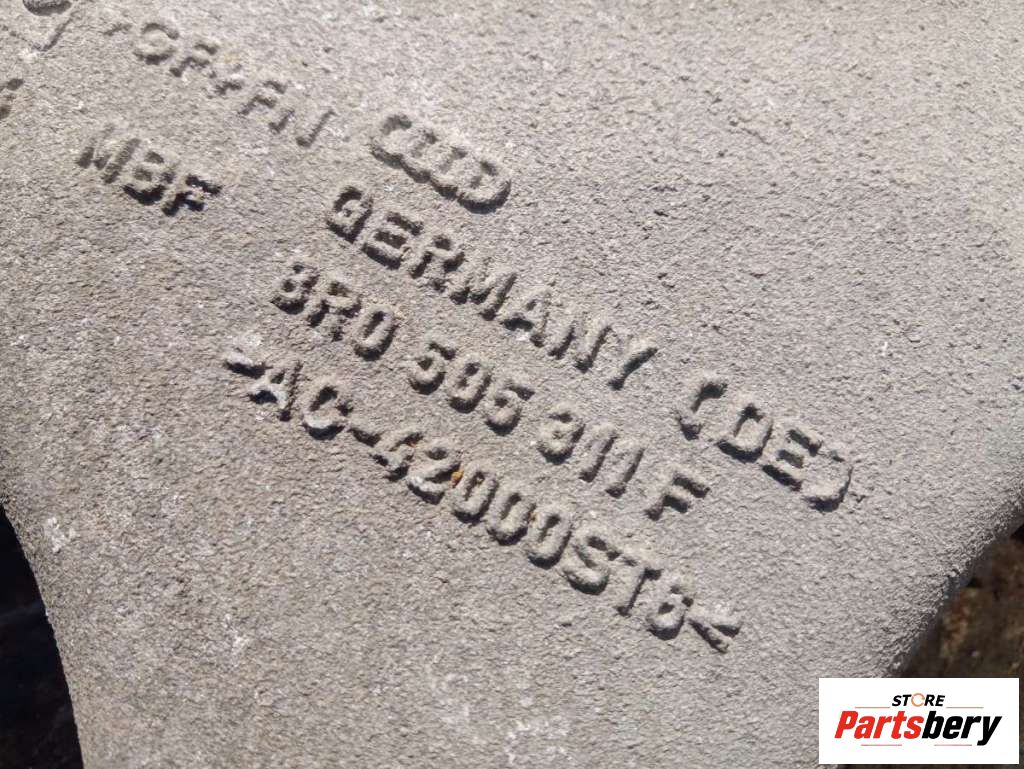 MBF
GERMANY (DE)
8R0 505 311 F
>AC-42000ST6<
STORE
Partsbery